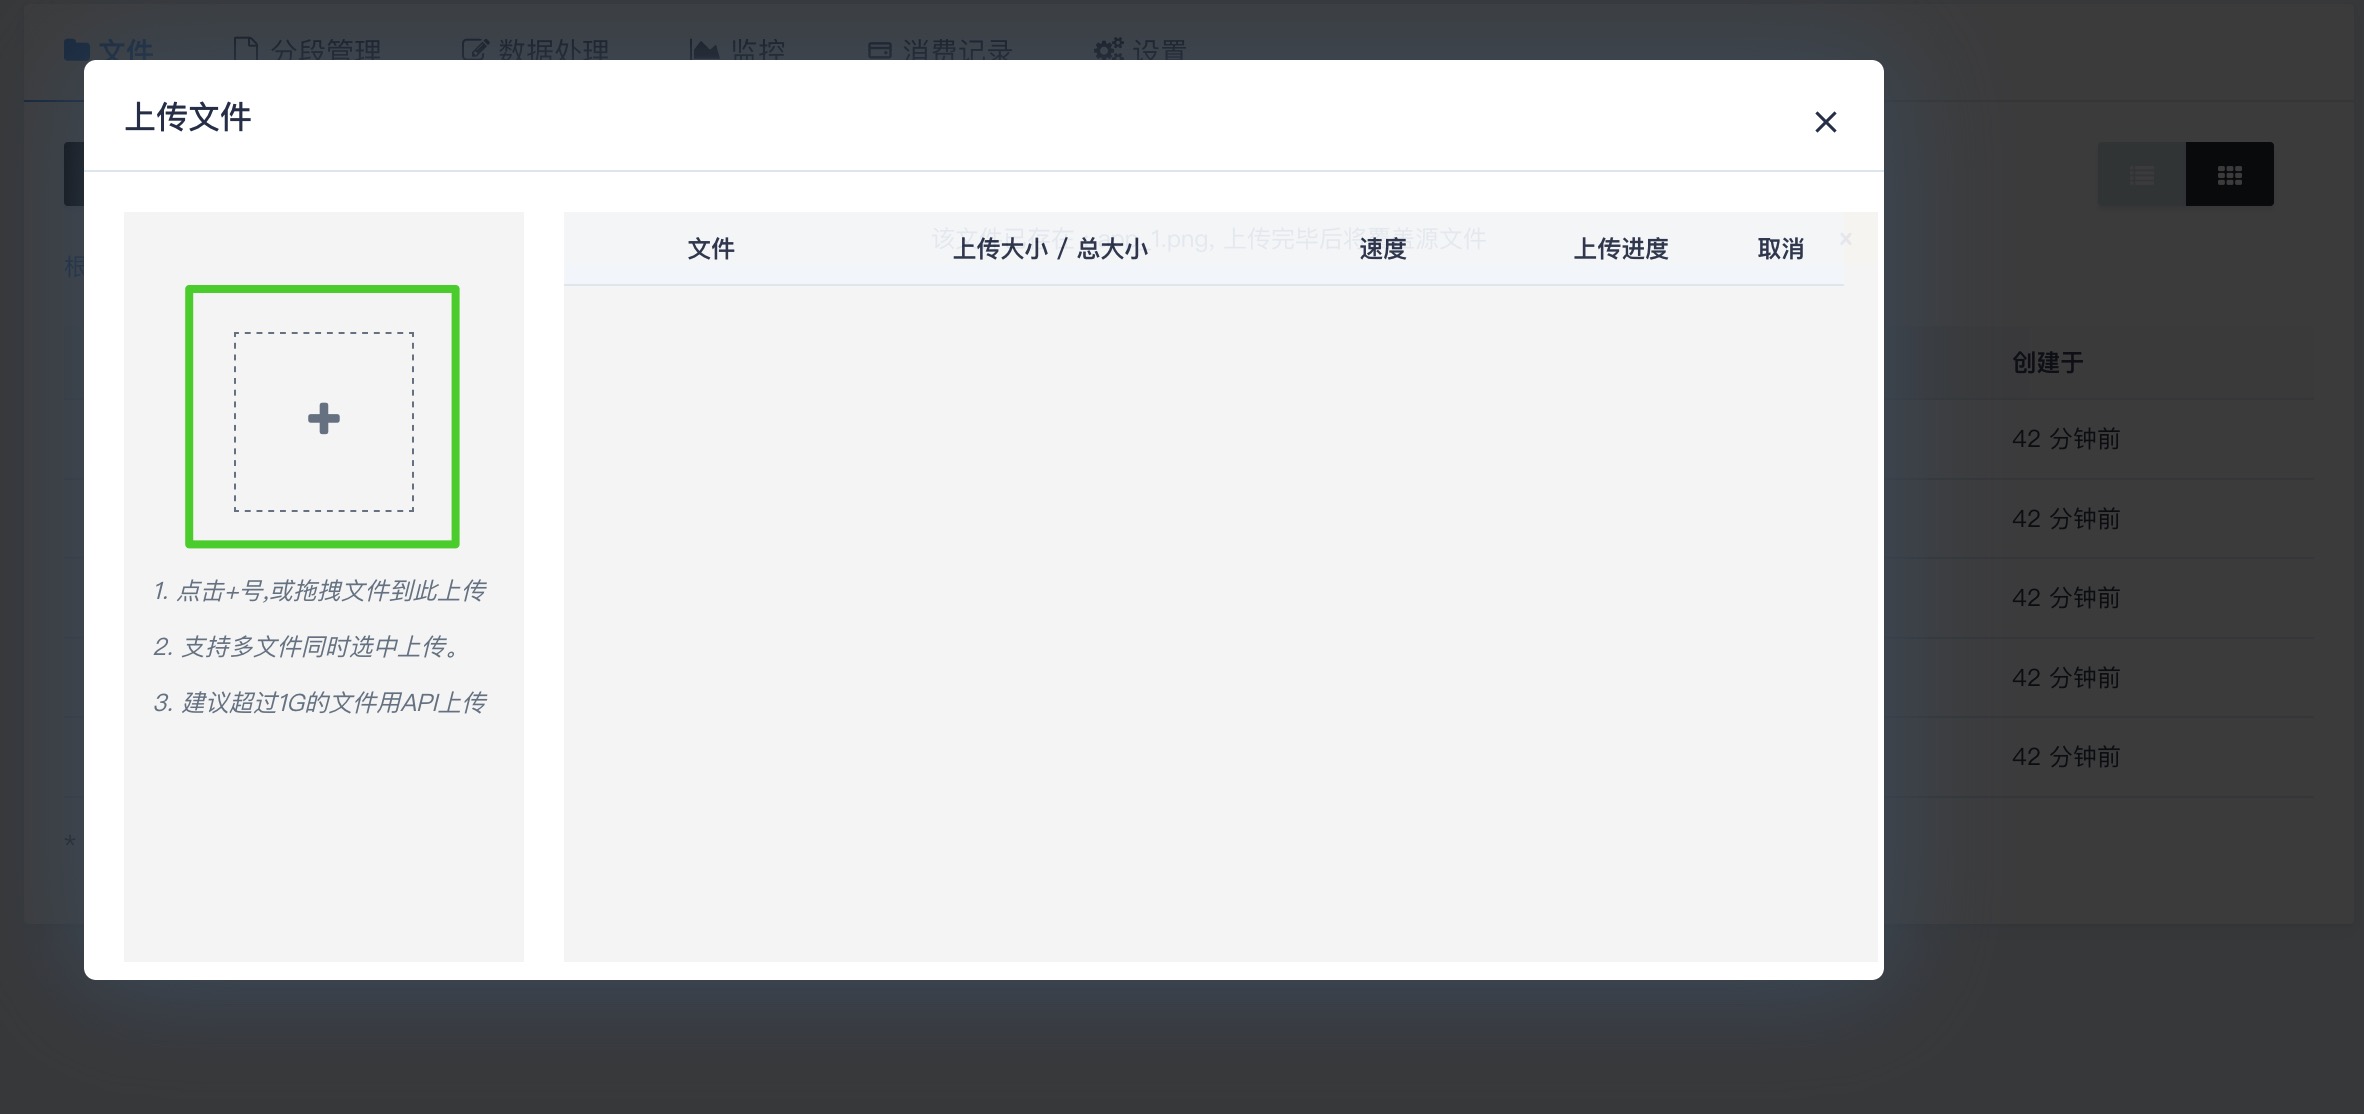 文件 分段管理 数据处理 监控 消费记录 设置
上传文件
该文件已存在 1.png, 上传完毕后将覆盖源文件
文件 上传大小 / 总大小 速度 上传进度 取消
根
创建于
42 分钟前
42 分钟前
42 分钟前
42 分钟前
42 分钟前
1. 点击+号,或拖拽文件到此上传
2. 支持多文件同时选中上传。
3. 建议超过1G的文件用API上传
*